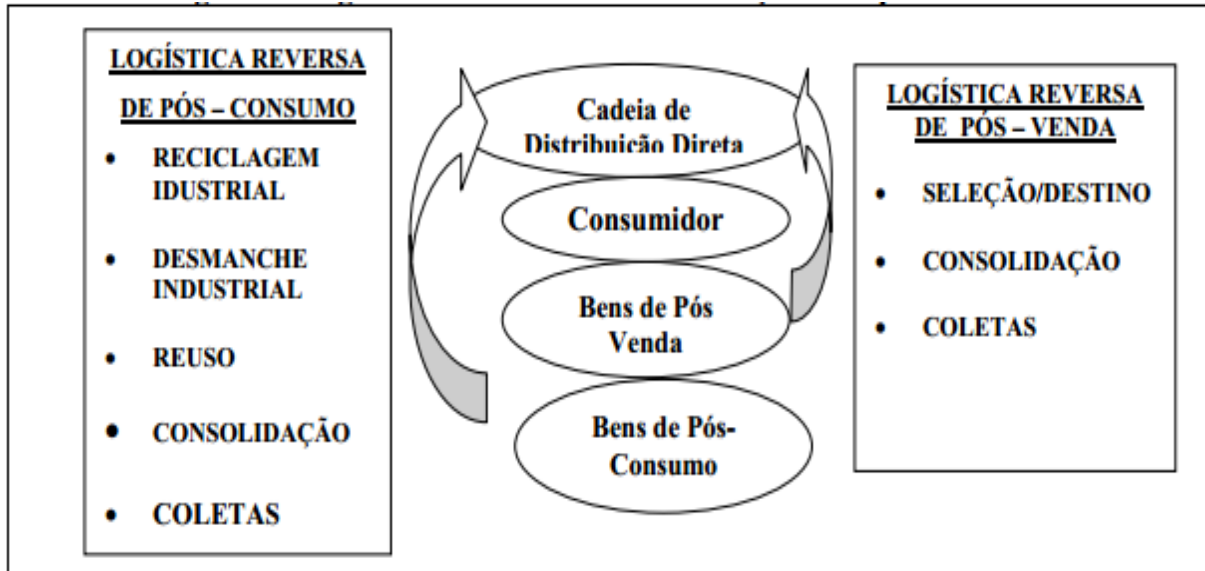 LOGÍSTICA REVERSA
DE PÓS – CONSUMO
• RECICLAGEM
IDUSTRIAL
• DESMANCHE
INDUSTRIAL
• REUSO
• CONSOLIDAÇÃO
• COLETAS
Cadeia de
Distribuição Direta
Consumidor
Bens de Pós
Venda
Bens de Pós-
Consumo
LOGÍSTICA REVERSA
DE PÓS – VENDA
• SELEÇÃO/DESTINO
• CONSOLIDAÇÃO
• COLETAS